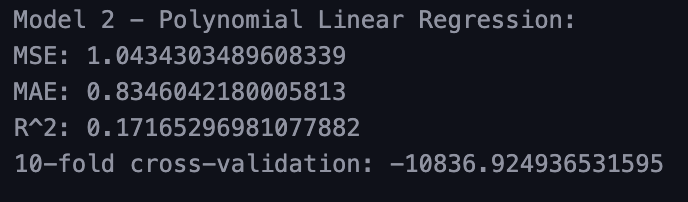 Model 2 - Polynomial Linear Regression:
MSE: 1.0434303489608339
MAE: 0.8346042180005813
R^2: 0.17165296981077882
10-fold cross-validation: -10836.924936531595